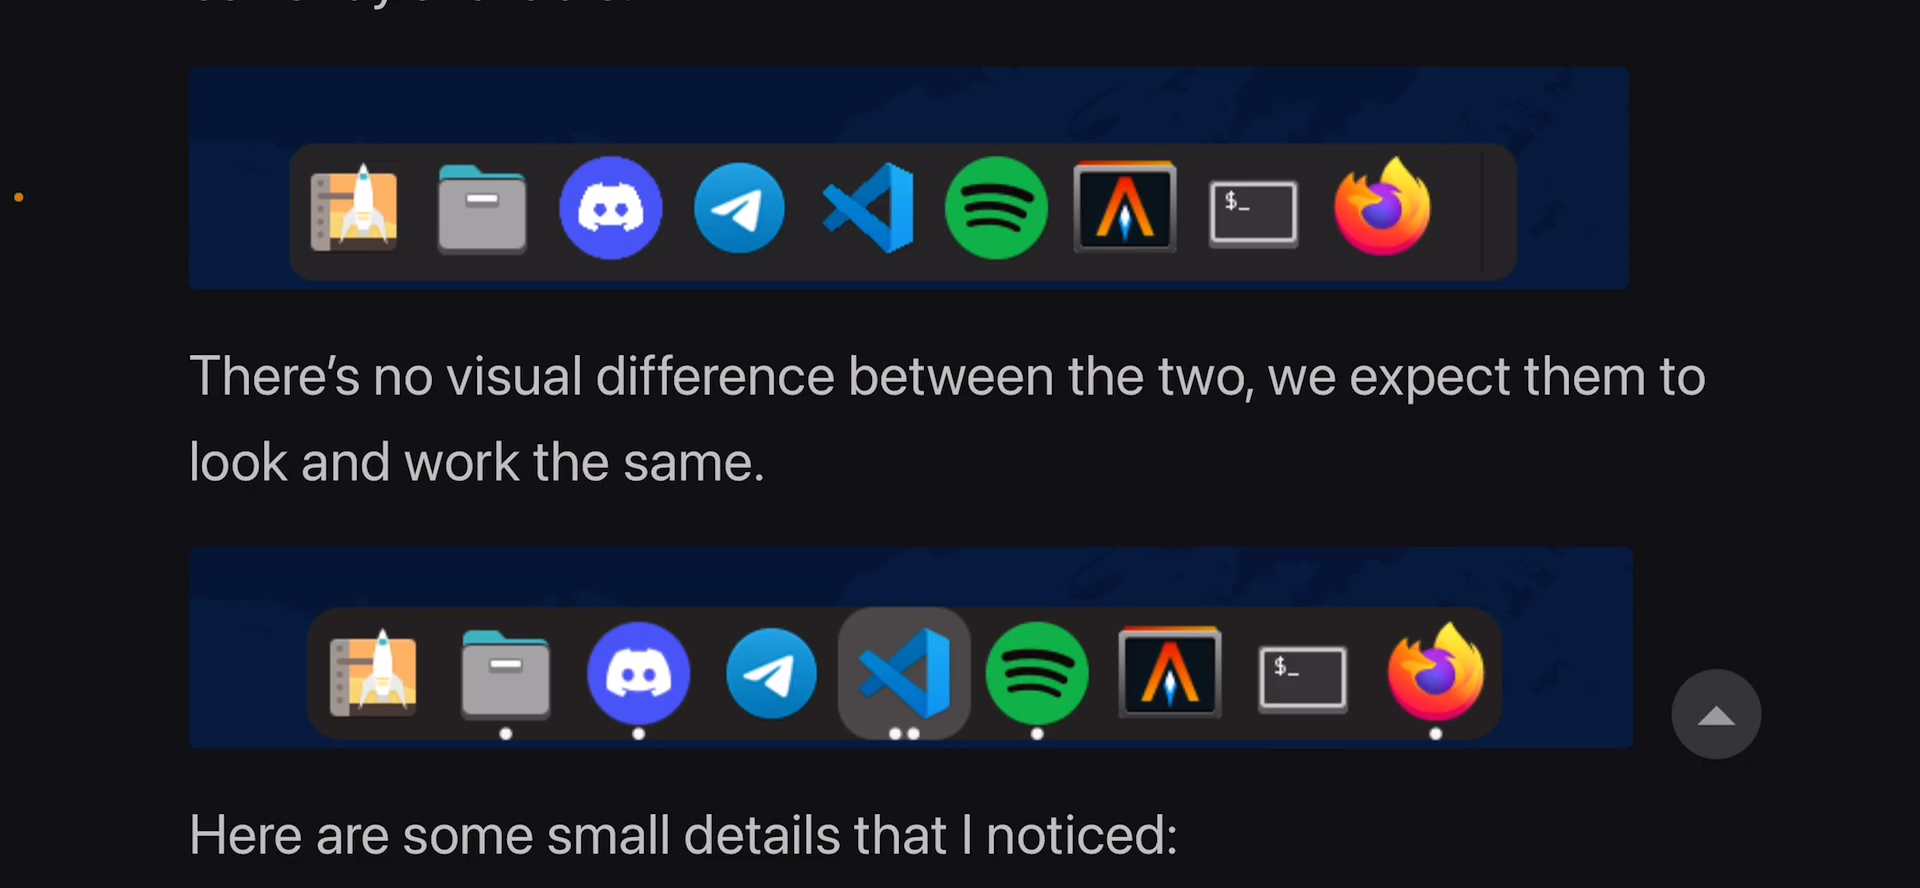 $_
There’s no visual difference between the two, we expect them to
look and work the same.
$_
Here are some small details that I noticed: